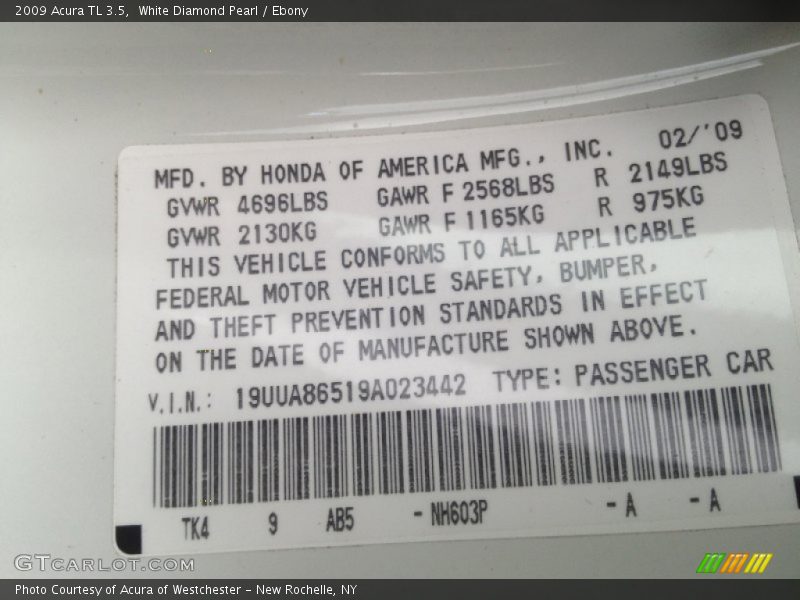 2009 Acura TL 3.5,  White Diamond Pearl / Ebony
MFD. BY HONDA OF AMERICA MFG., INC. 02/'09
GVWR 4696LBS GAWR F 2568LBS R 2149LBS
GVWR 2130KG GAWR F 1165KG R 975KG
THIS VEHICLE CONFORMS TO ALL APPLICABLE
FEDERAL MOTOR VEHICLE SAFETY, BUMPER,
AND THEFT PREVENTION STANDARDS IN EFFECT
ON THE DATE OF MANUFACTURE SHOWN ABOVE.
V.I.N.: 19UUA86519A023442 TYPE: PASSENGER CAR
TK4 9 AB5 - NH603P - A - A
GTCARLOT.COM
Photo Courtesy of Acura of Westchester - New Rochelle, NY